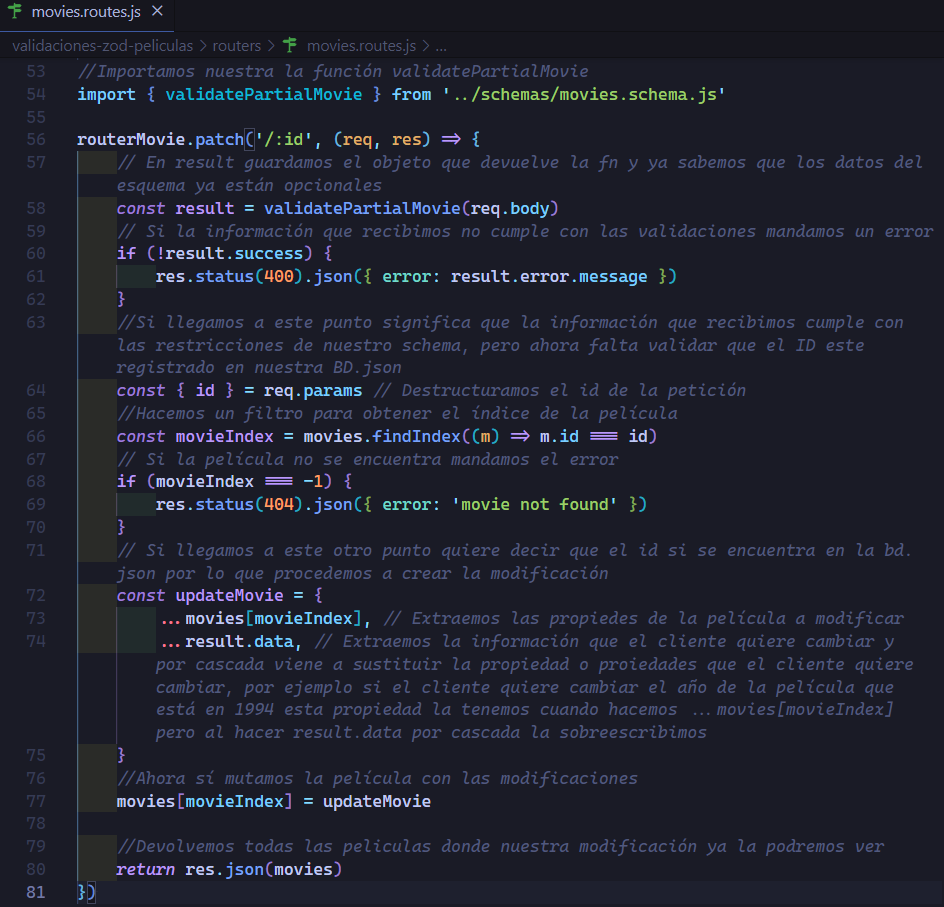 movies.routes.js ×
validaciones-zod-peliculas > routers > movies.routes.js > ...
53 //Importamos nuestra la función validatePartialMovie
54 import { validatePartialMovie } from '../schemas/movies.schema.js'
55
56 routerMovie.patch('/:id', (req, res) => {
57 // En result guardamos el objeto que devuelve la fn y ya sabemos que los datos del
esquema ya están opcionales
58 const result = validatePartialMovie(req.body)
59 // Si la información que recibimos no cumple con las validaciones mandamos un error
60 if (!result.success) {
61 res.status(400).json({ error: result.error.message })
62 }
63 //Si llegamos a este punto significa que la información que recibimos cumple con
las restricciones de nuestro schema, pero ahora falta validar que el ID este
registrado en nuestra BD.json
64 const { id } = req.params // Destructuramos el id de la petición
65 //Hacemos un filtro para obtener el índice de la película
66 const movieIndex = movies.findIndex((m) => m.id === id)
67 // Si la película no se encuentra mandamos el error
68 if (movieIndex === -1) {
69 res.status(404).json({ error: 'movie not found' })
70 }
71 // Si llegamos a este otro punto quiere decir que el id si se encuentra en la bd.
json por lo que procedemos a crear la modificación
72 const updateMovie = {
73 ...movies[movieIndex], // Extraemos las propiedes de la película a modificar
74 ...result.data, // Extraemos la información que el cliente quiere cambiar y
por cascada viene a sustituir la propiedad o proiedades que el cliente quiere
cambiar, por ejemplo si el cliente quiere cambiar el año de la película que
está en 1994 esta propiedad la tenemos cuando hacemos ...movies[movieIndex]
pero al hacer result.data por cascada la sobreescribimos
75 }
76 //Ahora sí mutamos la película con las modificaciones
77 movies[movieIndex] = updateMovie
78
79 //Devolvemos todas las peliculas donde nuestra modificación ya la podremos ver
80 return res.json(movies)
81 })